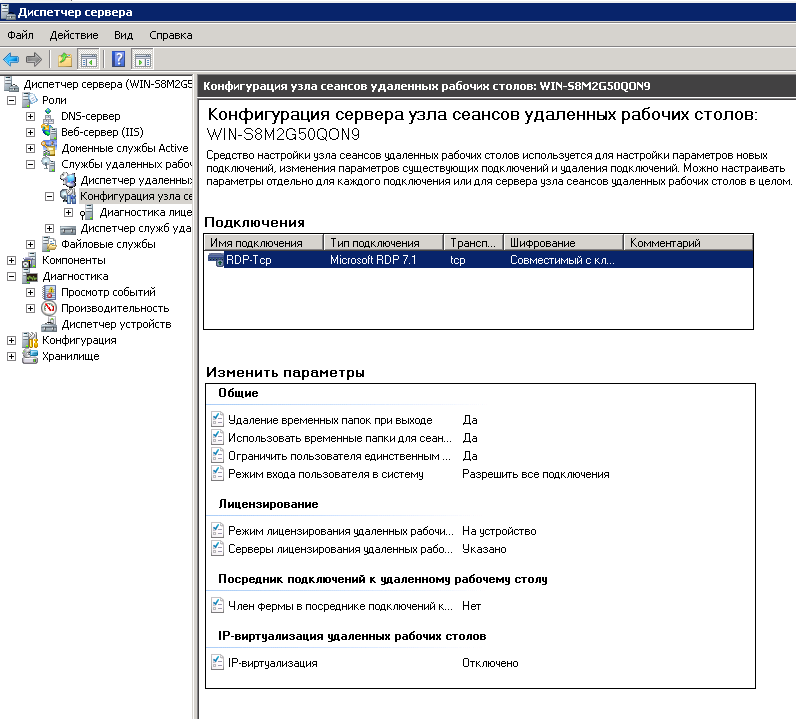 Диспетчер сервера
Файл Действие Вид Справка
Диспетчер сервера (WIN-S8M2G5
Роли
DNS-сервер
Веб-сервер (IIS)
Доменные службы Active
Службы удаленных рабоч
Диспетчер удаленны
Конфигурация узла се
Диагностика лице
Диспетчер служб уда
Файловые службы
Компоненты
Диагностика
Просмотр событий
Производительность
Диспетчер устройств
Конфигурация
Хранилище
Конфигурация узла сеансов удаленных рабочих столов: WIN-S8M2G50QON9
Конфигурация сервера узла сеансов удаленных рабочих столов:
WIN-S8M2G50QON9
Средство настройки узла сеансов удаленных рабочих столов используется для настройки параметров новых
подключений, изменения параметров существующих подключений и удаления подключений. Можно настраивать
параметры отдельно для каждого подключения или для сервера узла сеансов удаленных рабочих столов в целом.
Подключения
Имя подключения Тип подключения Трансп... Шифрование Комментарий
RDP-Tcp Microsoft RDP 7.1 tcp Совместимый с кл...
Изменить параметры
Общие
Удаление временных папок при выходе Да
Использовать временные папки для сеан... Да
Ограничить пользователя единственным ... Да
Режим входа пользователя в систему Разрешить все подключения
Лицензирование
Режим лицензирования удаленных рабочи... На устройство
Серверы лицензирования удаленных рабо... Указано
Посредник подключений к удаленному рабочему столу
Член фермы в посреднике подключений к... Нет
IP-виртуализация удаленных рабочих столов
IP-виртуализация Отключено